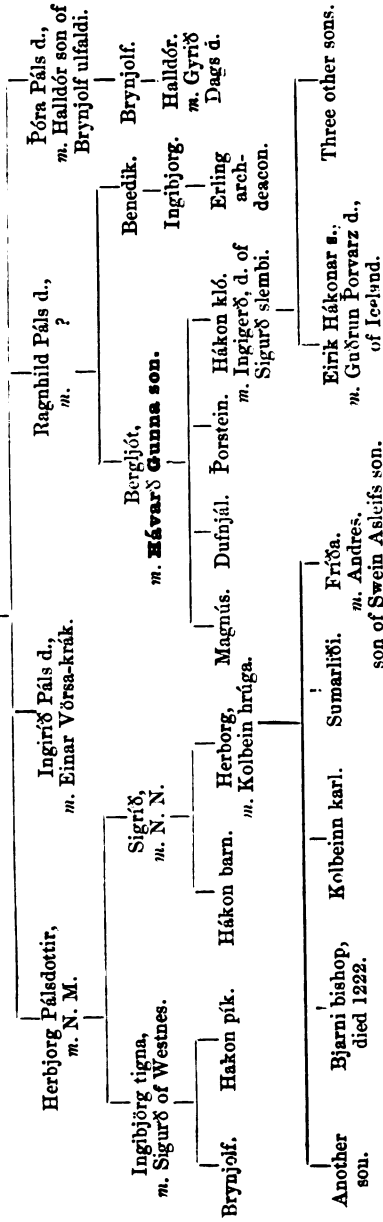 Herbjorg Pálsdottir,
m. N. M.
Ingiríð Páls d.,
m. Einar Vörsa-krák.
Ragnhild Páls d.,
m. ?
Þóra Páls d.,
m. Halldór son of
Brynjolf ulfaldi.
Ingibjörg tigna,
m. Sigurð of Westnes.
Sigríð,
m. N. N.
Bergljót,
m. Hávarð Gunna son.
Benedik.
Brynjolf.
Brynjolf.
Hakon pík.
Hákon barn.
Herborg,
m. Kolbein hrúga.
Magnús.
Dufnjál.
Þorstein.
Hákon kló.
m. Ingigerð, d. of
Sigurð slembi.
Ingibjorg.
Erling
arch-
deacon.
Halldór.
m. Gyrið
Dags d.
Another
son.
Bjarni bishop,
died 1222.
Kolbeinn karl.
Sumarliði.
Fríða.
m. Andres.
son of Swein Asleifs son.
Eirik Hákonar s.,
m. Guðrun Þorvarz d.,
of Iceland.
Three other sons.